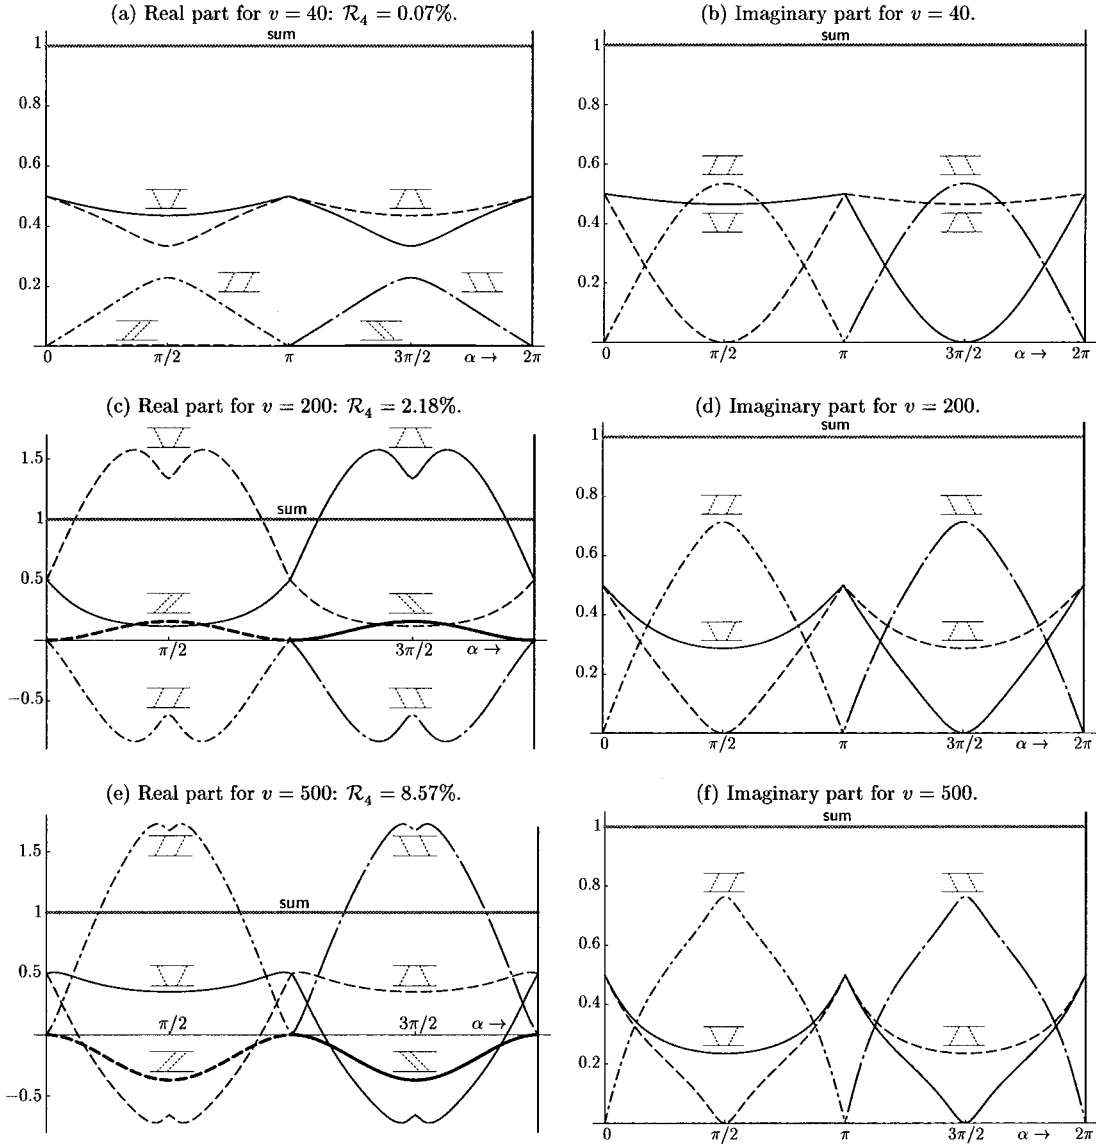 (a) Real part for v = 40: R₄ = 0.07%.
sum
1
0.8
0.6
0.4
0.2
0 π/2 π 3π/2 α → 2π
(b) Imaginary part for v = 40.
sum
1
0.8
0.6
0.4
0.2
0 π/2 π 3π/2 α → 2π
(c) Real part for v = 200: R₄ = 2.18%.
1.5
sum
1
0.5
π/2 3π/2 α →
−0.5
(d) Imaginary part for v = 200.
sum
1
0.8
0.6
0.4
0.2
0 π/2 π 3π/2 α → 2π
(e) Real part for v = 500: R₄ = 8.57%.
1.5
sum
1
0.5
π/2 3π/2 α →
−0.5
(f) Imaginary part for v = 500.
sum
1
0.8
0.6
0.4
0.2
0 π/2 π 3π/2 α → 2π